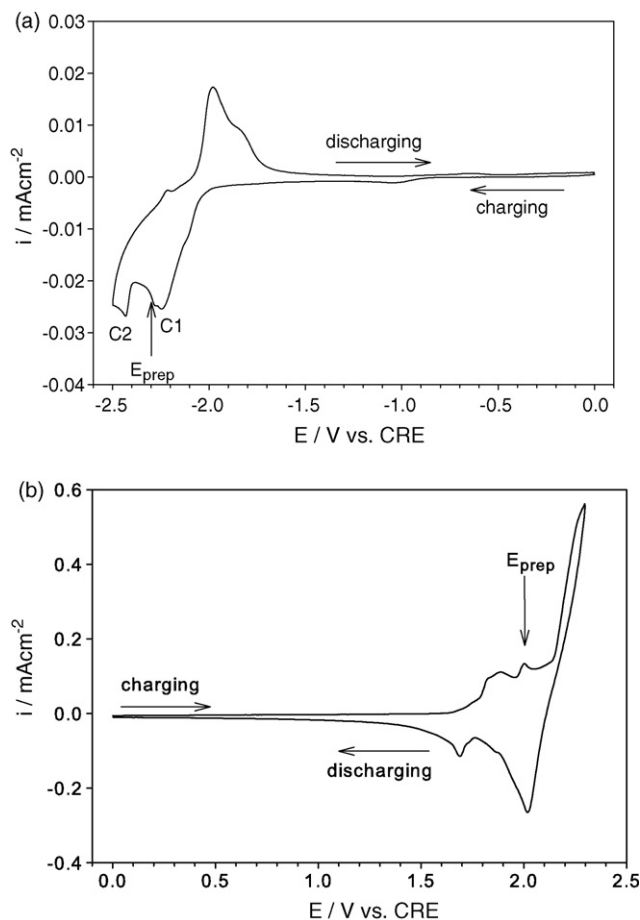 (a)
0.03
0.02
0.01
0.00
-0.01
-0.02
-0.03
-0.04
i / mAcm⁻²
discharging
charging
C2
C1
E_prep
-2.5 -2.0 -1.5 -1.0 -0.5 0.0
E / V vs. CRE
(b)
0.6
0.4
0.2
0.0
-0.2
-0.4
i / mAcm⁻²
E_prep
charging
discharging
0.0 0.5 1.0 1.5 2.0 2.5
E / V vs. CRE